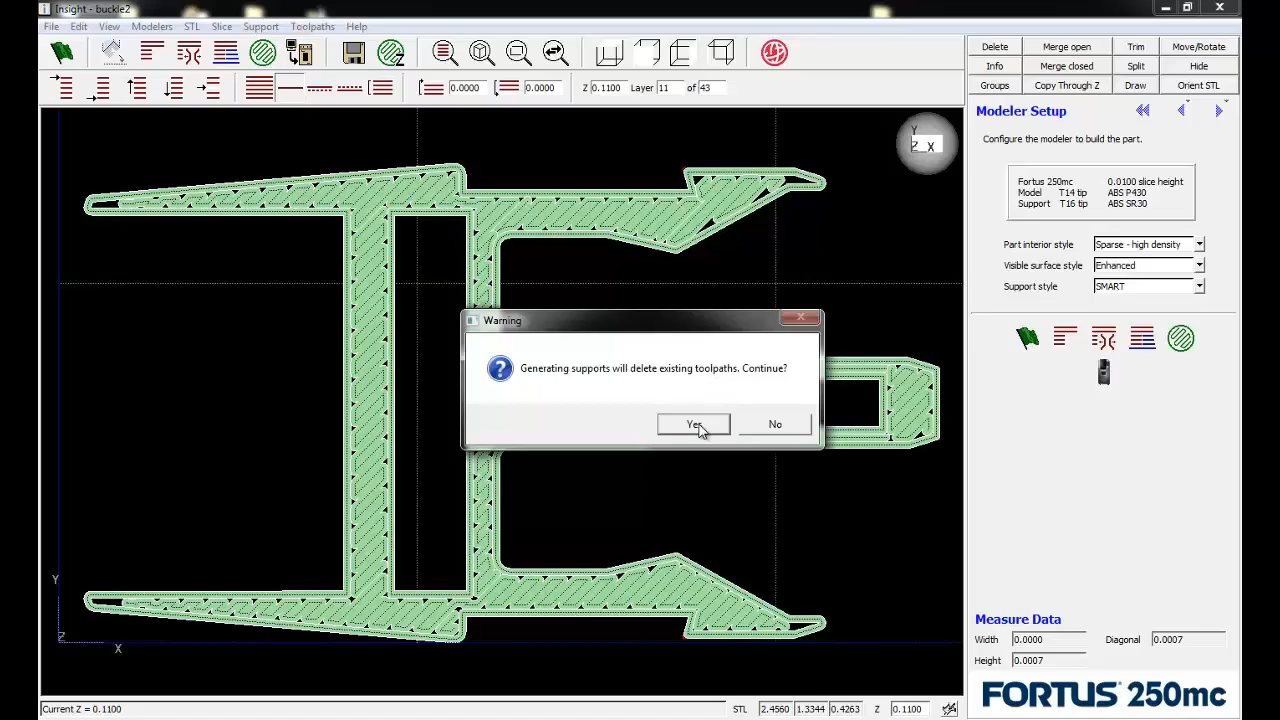 Insight - buckle2
File Edit View Modelers STL Slice Support Toolpaths Help
0.0000 0.0000 Z 0.1100 Layer 11 of 43
Y
Z X
Warning
Generating supports will delete existing toolpaths. Continue?
Yes No
Y
Z
X
Current Z = 0.1100 STL 2.4560 1.3344 0.4263 Z 0.1100
Delete Merge open Trim Move/Rotate
Info Merge closed Split Hide
Groups Copy Through Z Draw Orient STL
Modeler Setup
Configure the modeler to build the part.
Fortus 250mc 0.0100 slice height
Model T14 tip ABS P430
Support T16 tip ABS SR30
Part interior style Sparse - high density
Visible surface style Enhanced
Support style SMART
Measure Data
Width 0.0000 Diagonal 0.0007
Height 0.0007
FORTUS 250mc